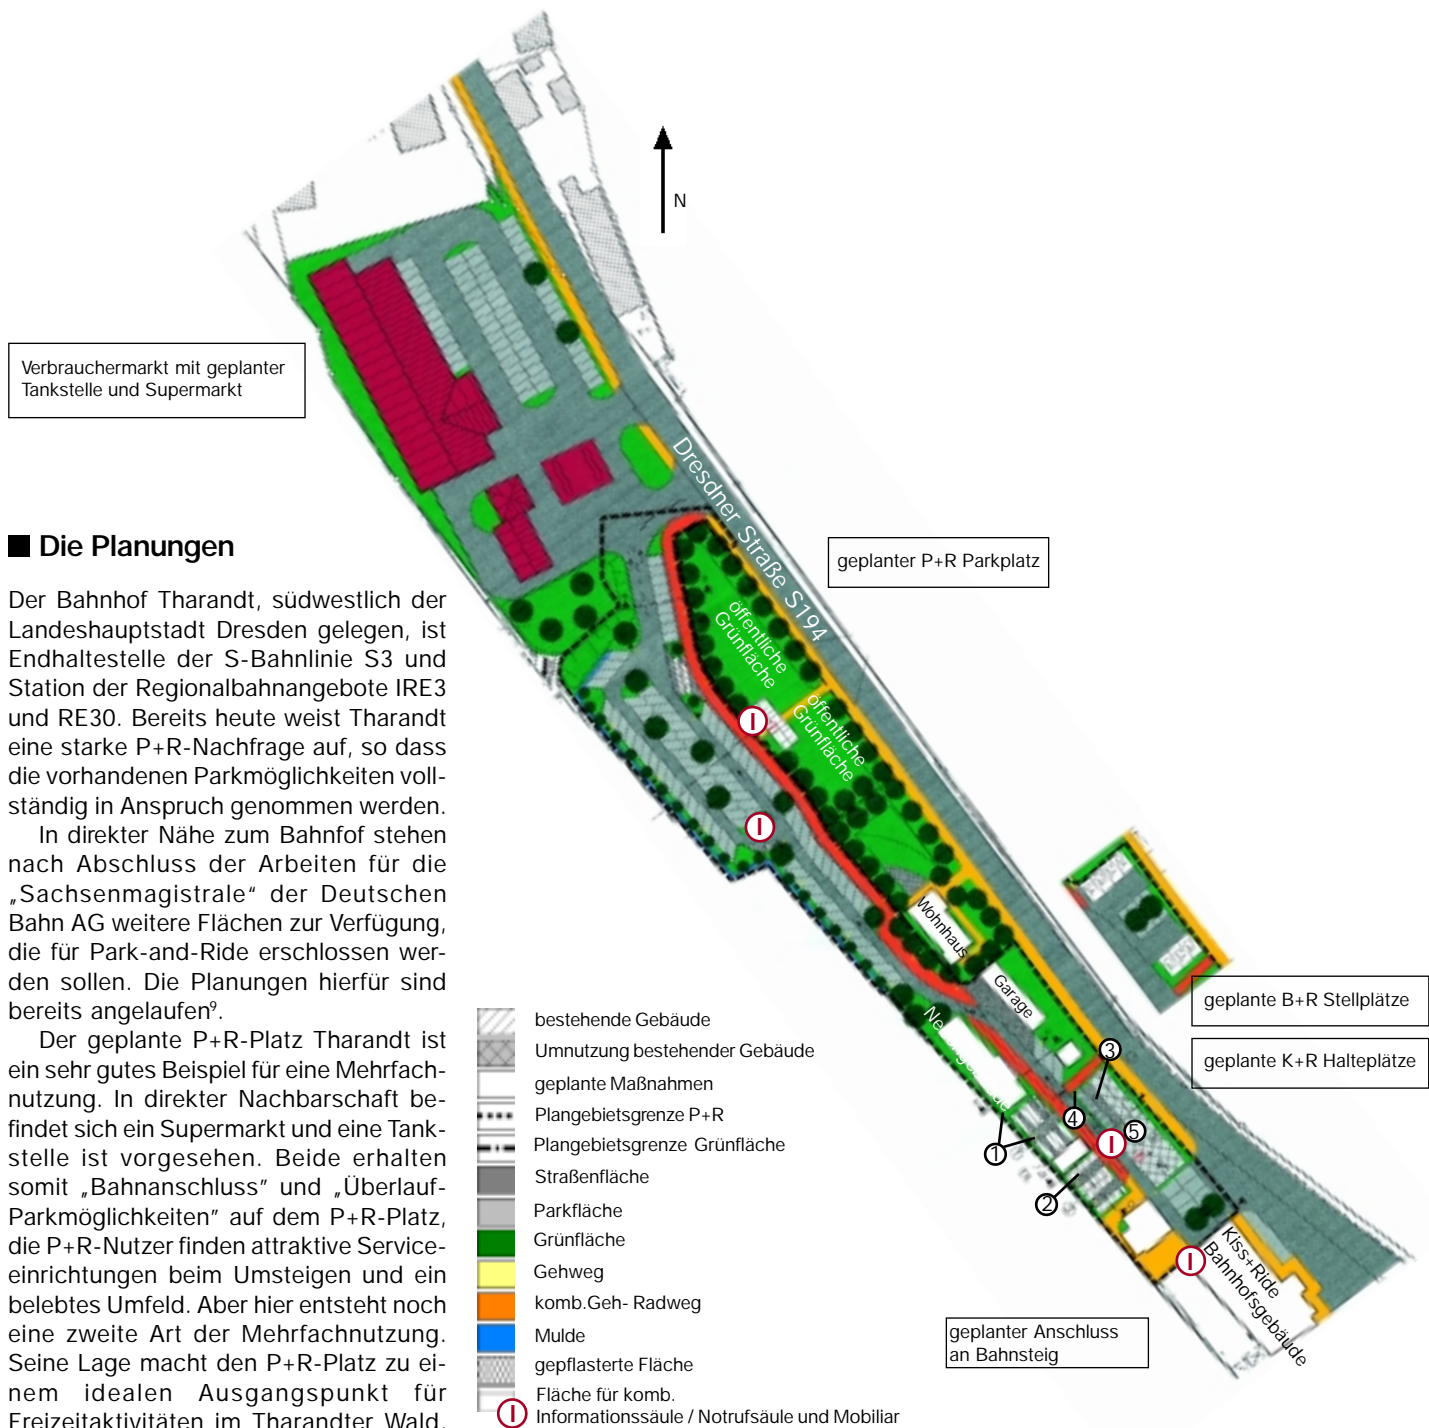 N
Verbrauchermarkt mit geplanter
Tankstelle und Supermarkt
Dresdner Straße S194
geplanter P+R Parkplatz
öffentliche
Grünfläche
öffentliche
Grünfläche
I
I
Wohnhaus
Garage
geplante B+R Stellplätze
geplante K+R Halteplätze
3
4
5
I
1
2
I
Kiss+Ride
Bahnhofsgebäude
geplanter Anschluss
an Bahnsteig
■ Die Planungen
Der Bahnhof Tharandt, südwestlich der
Landeshauptstadt Dresden gelegen, ist
Endhaltestelle der S-Bahnlinie S3 und
Station der Regionalbahnangebote IRE3
und RE30. Bereits heute weist Tharandt
eine starke P+R-Nachfrage auf, so dass
die vorhandenen Parkmöglichkeiten voll-
ständig in Anspruch genommen werden.
In direkter Nähe zum Bahnfof stehen
nach Abschluss der Arbeiten für die
„Sachsenmagistrale“ der Deutschen
Bahn AG weitere Flächen zur Verfügung,
die für Park-and-Ride erschlossen wer-
den sollen. Die Planungen hierfür sind
bereits angelaufen⁹.
Der geplante P+R-Platz Tharandt ist
ein sehr gutes Beispiel für eine Mehrfach-
nutzung. In direkter Nachbarschaft be-
findet sich ein Supermarkt und eine Tank-
stelle ist vorgesehen. Beide erhalten
somit „Bahnanschluss” und „Überlauf-
Parkmöglichkeiten” auf dem P+R-Platz,
die P+R-Nutzer finden attraktive Service-
einrichtungen beim Umsteigen und ein
belebtes Umfeld. Aber hier entsteht noch
eine zweite Art der Mehrfachnutzung.
Seine Lage macht den P+R-Platz zu ei-
nem idealen Ausgangspunkt für
Freizeitaktivitäten im Tharandter Wald,
bestehende Gebäude
Umnutzung bestehender Gebäude
geplante Maßnahmen
Plangebietsgrenze P+R
Plangebietsgrenze Grünfläche
Straßenfläche
Parkfläche
Grünfläche
Gehweg
komb.Geh- Radweg
Mulde
gepflasterte Fläche
Fläche für komb.
I Informationssäule / Notrufsäule und Mobiliar